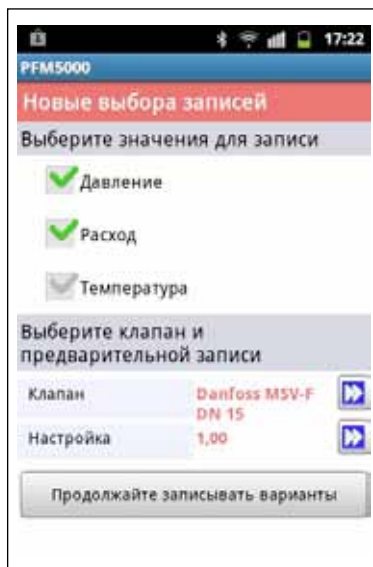 17:22
PFM5000
Новые выбора записей
Выберите значения для записи
Давление
Расход
Температура
Выберите клапан и
предварительной записи
Клапан
Danfoss MSV-F
DN 15
Настройка
1,00
Продолжайте записывать варианты